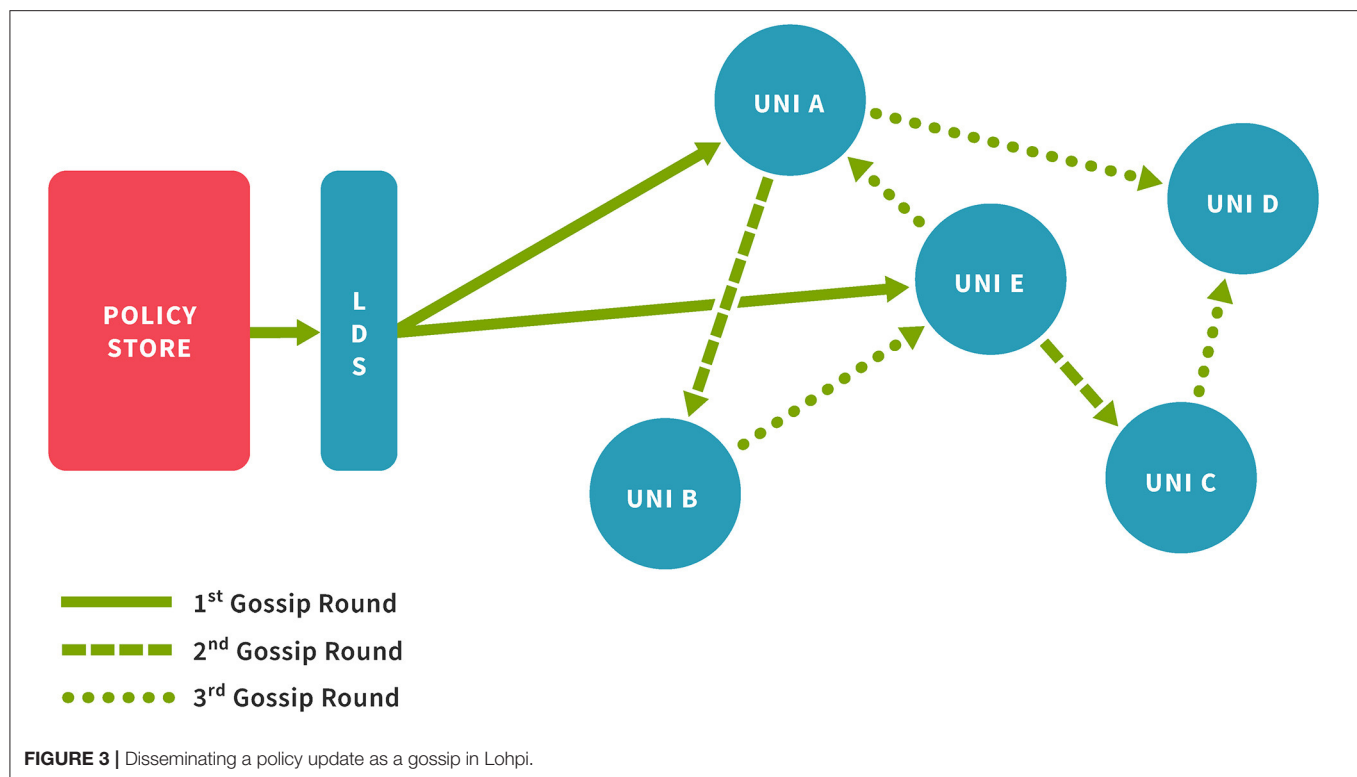 POLICY
STORE
L
D
S
UNI A
UNI E
UNI D
UNI B
UNI C
1st Gossip Round
2nd Gossip Round
3rd Gossip Round
FIGURE 3 | Disseminating a policy update as a gossip in Lohpi.